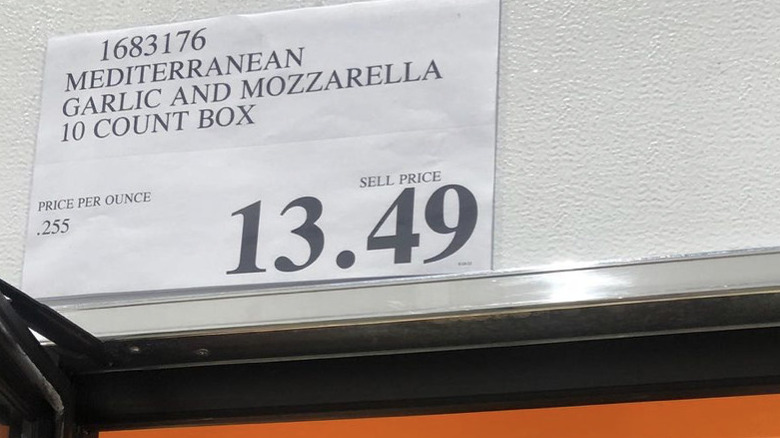 1683176
MEDITERRANEAN
GARLIC AND MOZZARELLA
10 COUNT BOX
PRICE PER OUNCE
.255
SELL PRICE
13.49